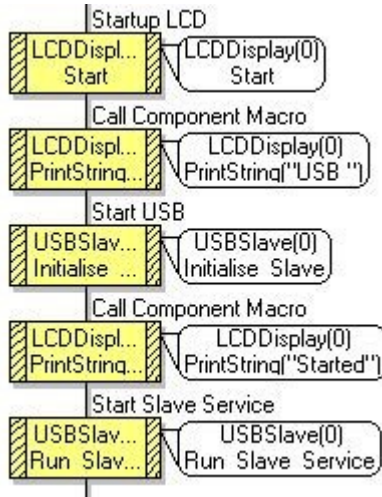 Startup LCD
LCDDispl... LCDDisplay(0)
Start Start
Call Component Macro
LCDDispl... LCDDisplay(0)
PrintString... PrintString("USB ")
Start USB
USBSlav... USBSlave(0)
Initialise ... Initialise Slave
Call Component Macro
LCDDispl... LCDDisplay(0)
PrintString... PrintString("Started")
Start Slave Service
USBSlav... USBSlave(0)
Run Slav... Run Slave Service